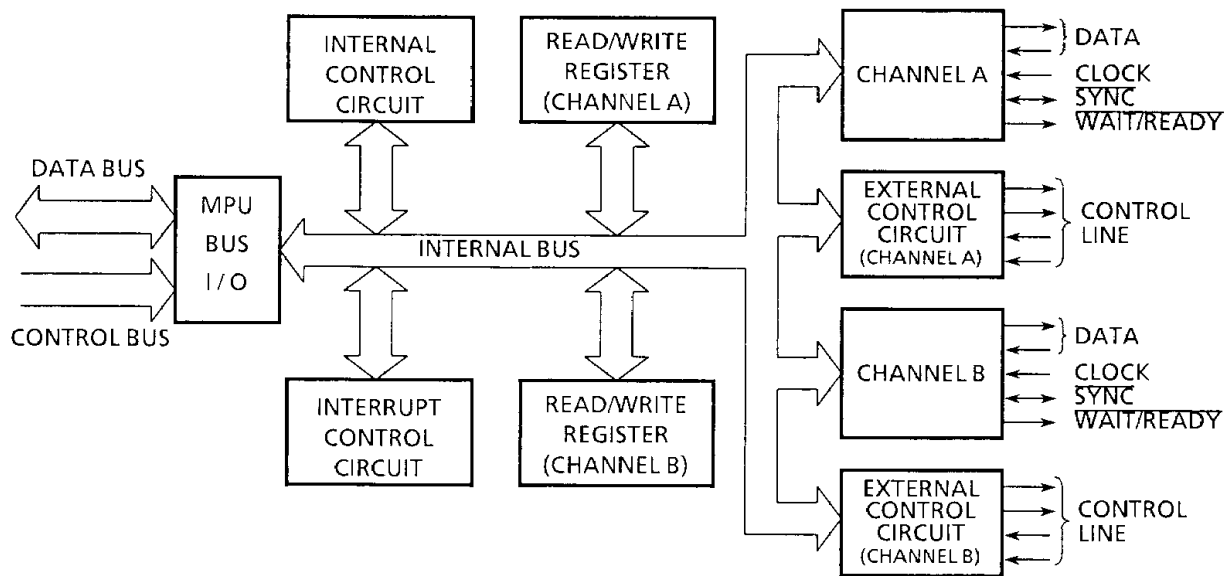 INTERNAL
CONTROL
CIRCUIT
READ/WRITE
REGISTER
(CHANNEL A)
CHANNEL A
DATA
CLOCK
SYNC
WAIT/READY
DATA BUS
MPU
BUS
I/O
CONTROL BUS
INTERNAL BUS
EXTERNAL
CONTROL
CIRCUIT
(CHANNEL A)
CONTROL
LINE
INTERRUPT
CONTROL
CIRCUIT
READ/WRITE
REGISTER
(CHANNEL B)
CHANNEL B
DATA
CLOCK
SYNC
WAIT/READY
EXTERNAL
CONTROL
CIRCUIT
(CHANNEL B)
CONTROL
LINE